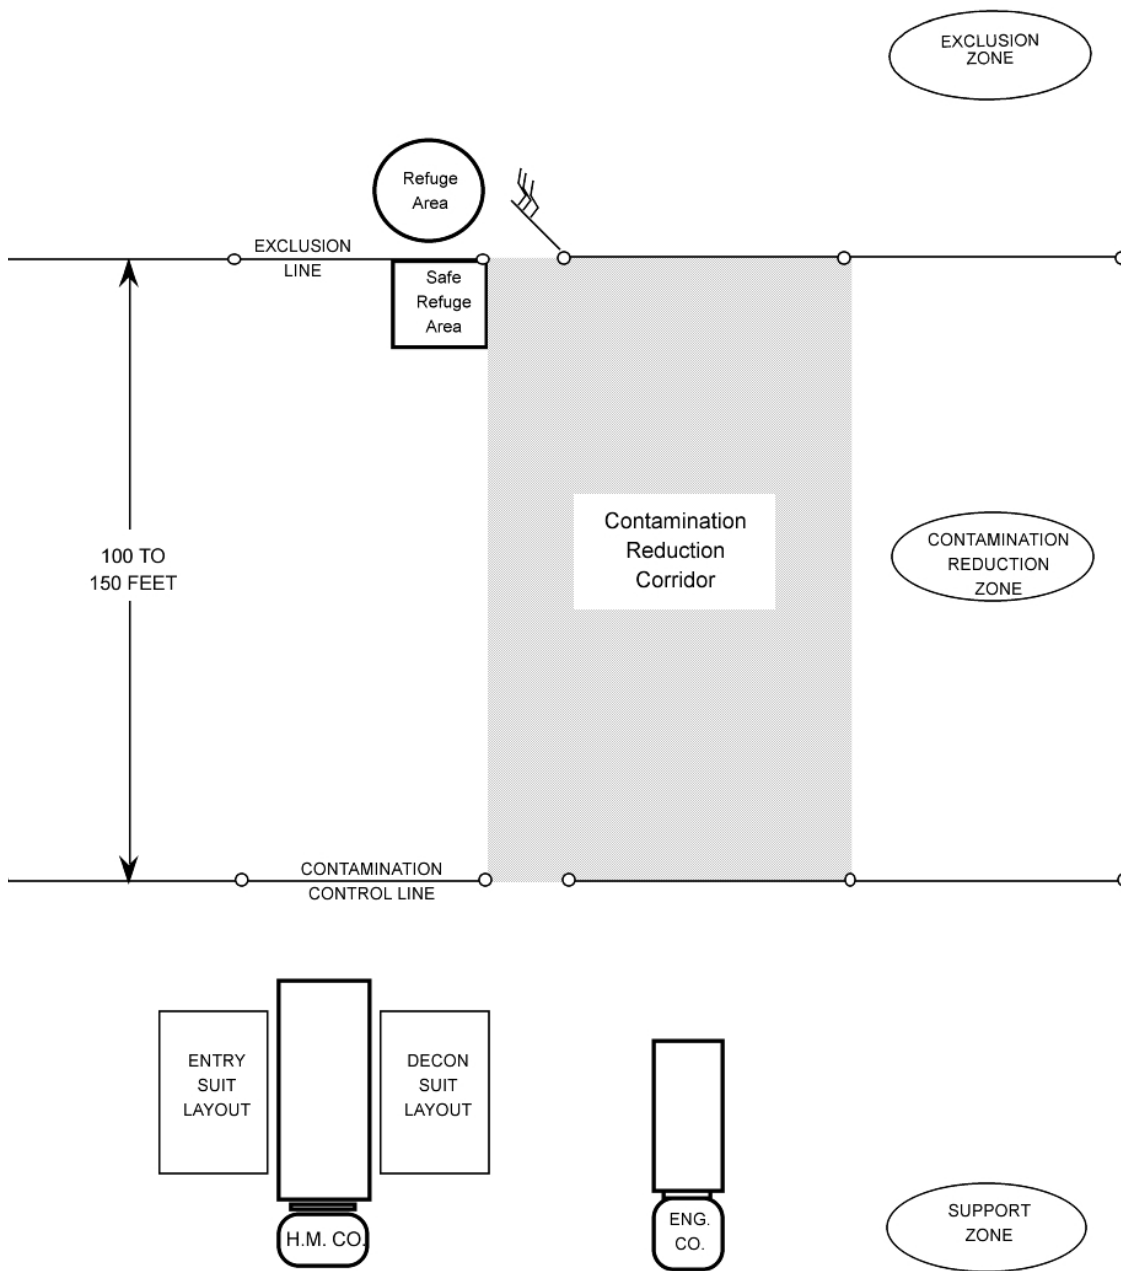 EXCLUSION
ZONE
Refuge
Area
EXCLUSION
LINE
Safe
Refuge
Area
100 TO
150 FEET
Contamination
Reduction
Corridor
CONTAMINATION
REDUCTION
ZONE
CONTAMINATION
CONTROL LINE
ENTRY
SUIT
LAYOUT
DECON
SUIT
LAYOUT
H.M. CO.
ENG.
CO.
SUPPORT
ZONE